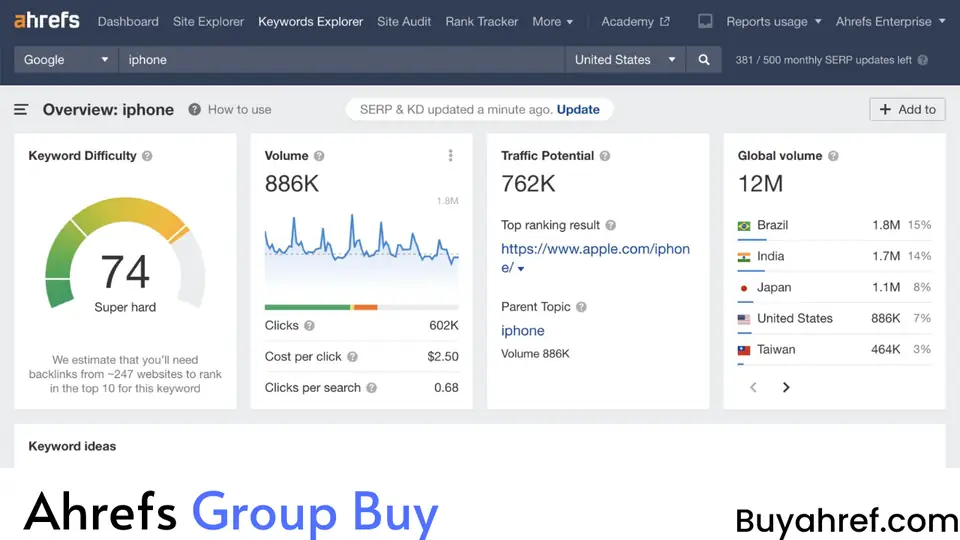 ahrefs Dashboard Site Explorer Keywords Explorer Site Audit Rank Tracker More Academy Reports usage Ahrefs Enterprise
Google iphone United States 381 / 500 monthly SERP updates left ?
Overview: iphone ? How to use SERP & KD updated a minute ago. Update + Add to
Keyword Difficulty ?
74
Super hard
We estimate that you'll need
backlinks from ~247 websites to rank
in the top 10 for this keyword
Volume ?
886K
1.8M
Clicks ? 602K
Cost per click ? $2.50
Clicks per search ? 0.68
Traffic Potential ?
762K
Top ranking result ?
https://www.apple.com/iphon
e/
Parent Topic ?
iphone
Volume 886K
Global volume ?
12M
Brazil 1.8M 15%
India 1.7M 14%
Japan 1.1M 8%
United States 886K 7%
Taiwan 464K 3%
Keyword ideas
Ahrefs Group Buy
Buyahref.com